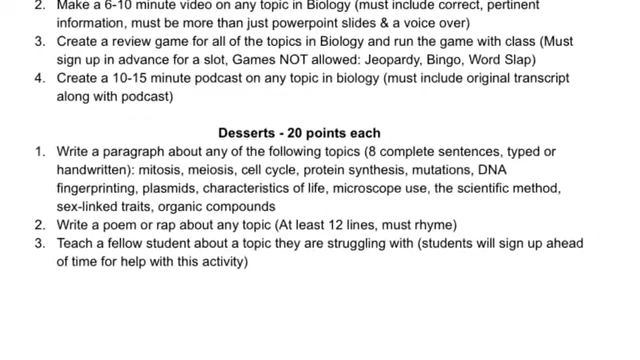 2. Make a 6-10 minute video on any topic in Biology (must include correct, pertinent
information, must be more than just powerpoint slides & a voice over)
3. Create a review game for all of the topics in Biology and run the game with class (Must
sign up in advance for a slot, Games NOT allowed: Jeopardy, Bingo, Word Slap)
4. Create a 10-15 minute podcast on any topic in biology (must include original transcript
along with podcast)
Desserts - 20 points each
1. Write a paragraph about any of the following topics (8 complete sentences, typed or
handwritten): mitosis, meiosis, cell cycle, protein synthesis, mutations, DNA
fingerprinting, plasmids, characteristics of life, microscope use, the scientific method,
sex-linked traits, organic compounds
2. Write a poem or rap about any topic (At least 12 lines, must rhyme)
3. Teach a fellow student about a topic they are struggling with (students will sign up ahead
of time for help with this activity)